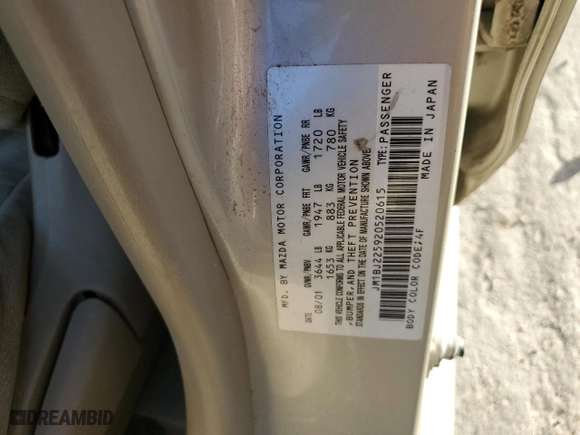 MFD. BY MAZDA MOTOR CORPORATION
DATE GVWR/PNBV GAWR/PNBE FRT GAWR/PNBE RR
08/01 3644 LB 1947 LB 1720 LB
1653 KG 883 KG 780 KG
THIS VEHICLE CONFORMS TO ALL APPLICABLE FEDERAL MOTOR VEHICLE SAFETY
,BUMPER,AND THEFT PREVENTION
STANDARDS IN EFFECT ON THE DATE OF MANUFACTURE SHOWN ABOVE.
JM1BJ225920520615 TYPE:PASSENGER
BODY COLOR CODE;4F MADE IN JAPAN
DREAMBID